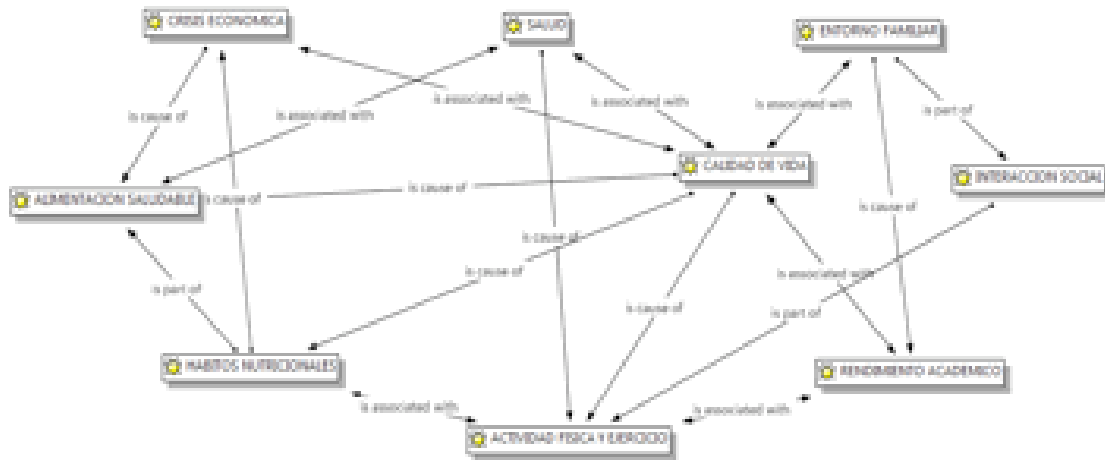 CRISIS ECONOMICA
SALUD
ENTORNO FAMILIAR
is associated with
is associated with
is associated with
is cause of
is associated with
is part of
CALIDAD DE VIDA
INTERACCION SOCIAL
is cause of
ALIMENTACION SALUDABLE
is cause of
is cause of
is cause of
is cause of
is associated with
is part of
is cause of
is part of
HABITOS NUTRICIONALES
RENDIMIENTO ACADEMICO
is associated with
is associated with
ACTIVIDAD FISICA Y EJERCICIO